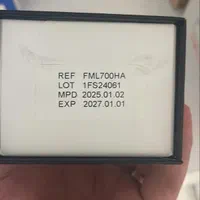 REF FML700HA
LOT 1FS24061
MPD 2025.01.02
EXP 2027.01.01